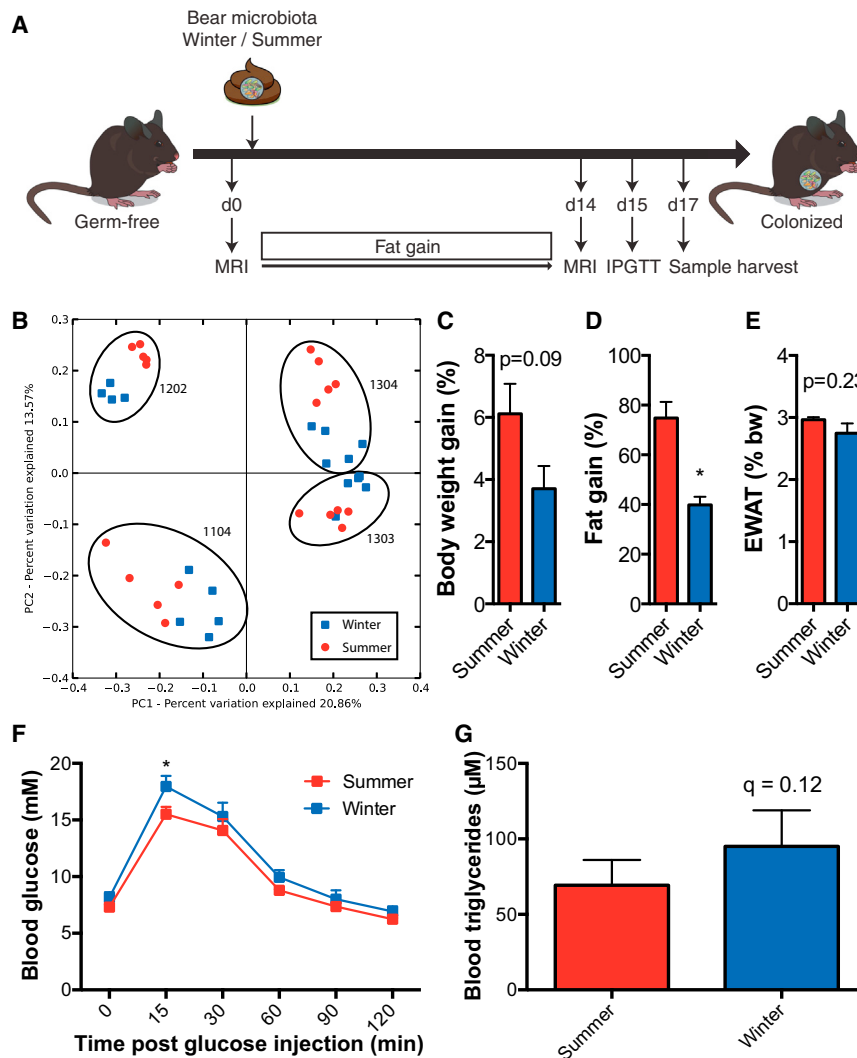 A
Bear microbiota
Winter / Summer
Germ-free
d0
d14
d15
d17
Colonized
Fat gain
MRI
MRI
IPGTT
Sample harvest
B
0.3
0.2
0.1
0.0
−0.1
−0.2
−0.3
−0.4
PC2 - Percent variation explained 13.57%
1202
1304
1104
1303
Winter
Summer
−0.4
−0.3
−0.2
−0.1
0.0
0.1
0.2
0.3
0.4
PC1 - Percent variation explained 20.86%
C
Body weight gain (%)
8
6
4
2
0
p=0.09
Summer
Winter
D
Fat gain (%)
100
80
60
40
20
0
*
Summer
Winter
E
EWAT (% bw)
4
3
2
1
0
p=0.23
Summer
Winter
F
Blood glucose (mM)
20
15
10
5
0
*
Summer
Winter
0
15
30
60
90
120
Time post glucose injection (min)
G
Blood triglycerides (µM)
150
100
50
0
q = 0.12
Summer
Winter